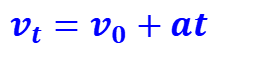 vₜ = v₀ + at